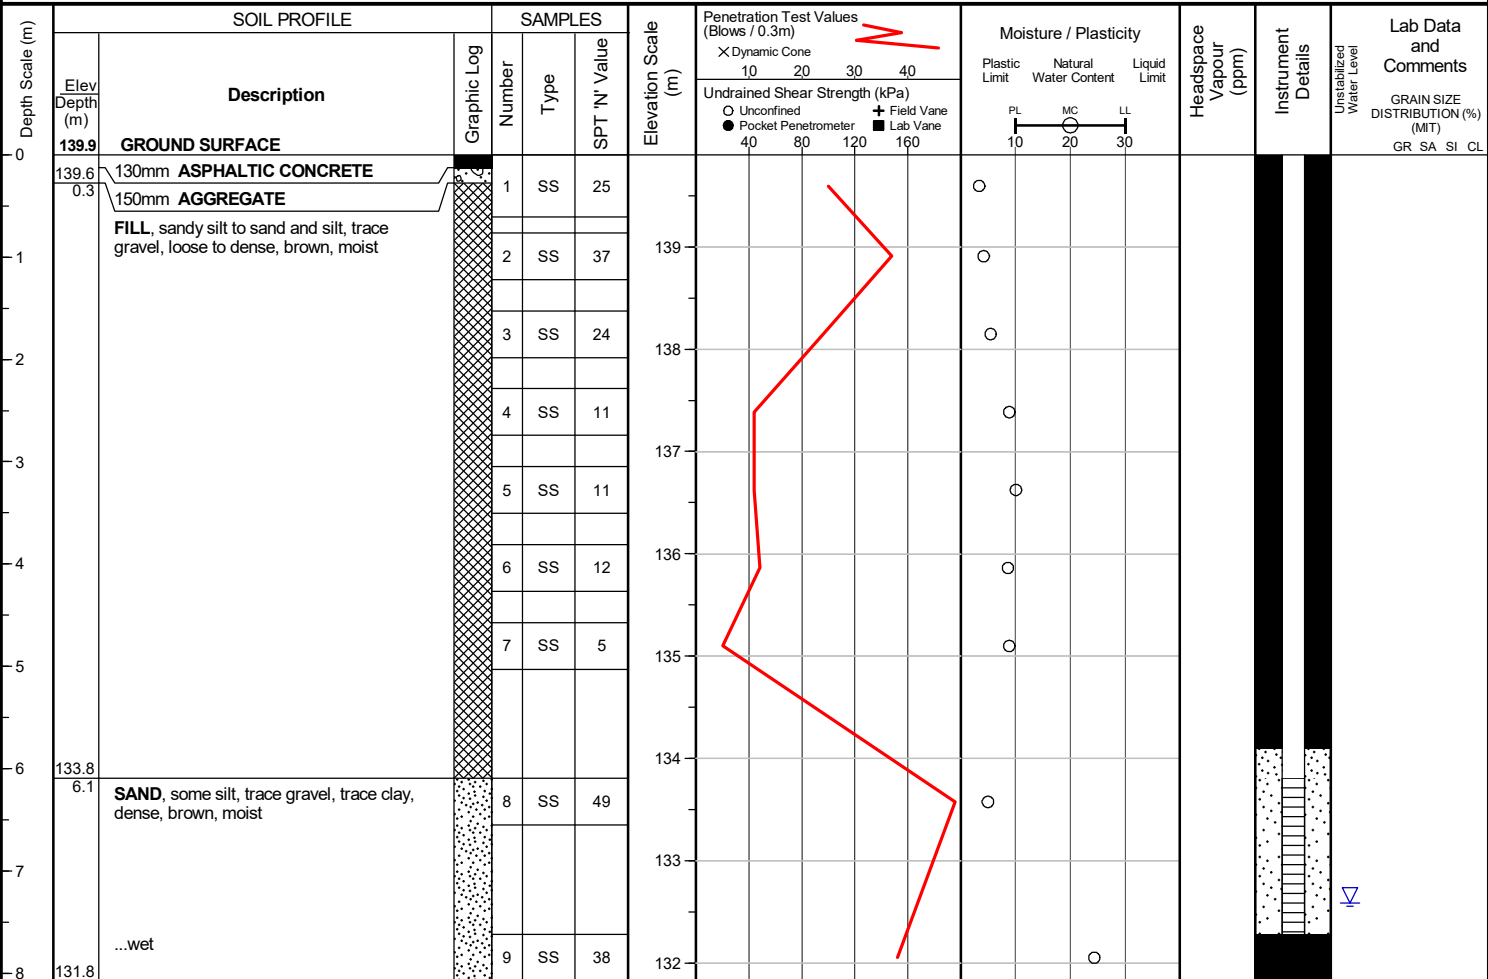 SOIL PROFILE
SAMPLES
Penetration Test Values
(Blows / 0.3m)
× Dynamic Cone
10 20 30 40
Undrained Shear Strength (kPa)
Unconfined
Field Vane
Pocket Penetrometer
Lab Vane
40 80 120 160
Depth Scale (m)
Elev
Depth
(m)
Description
Graphic Log
Number
Type
SPT 'N' Value
Elevation Scale
(m)
Moisture / Plasticity
Plastic
Limit
Natural
Water Content
Liquid
Limit
PL MC LL
10 20 30
Headspace
Vapour
(ppm)
Instrument
Details
Unstabilized
Water Level
Lab Data
and
Comments
GRAIN SIZE
DISTRIBUTION (%)
(MIT)
GR SA SI CL
139.9 GROUND SURFACE
0
139.6 130mm ASPHALTIC CONCRETE
0.3
150mm AGGREGATE
1 SS 25
FILL, sandy silt to sand and silt, trace
gravel, loose to dense, brown, moist
139
1
2 SS 37
3 SS 24
138
2
4 SS 11
137
3
5 SS 11
136
4
6 SS 12
7 SS 5
135
5
134
6
133.8
6.1
SAND, some silt, trace gravel, trace clay,
dense, brown, moist
8 SS 49
133
7
...wet
9 SS 38
132
8
131.8